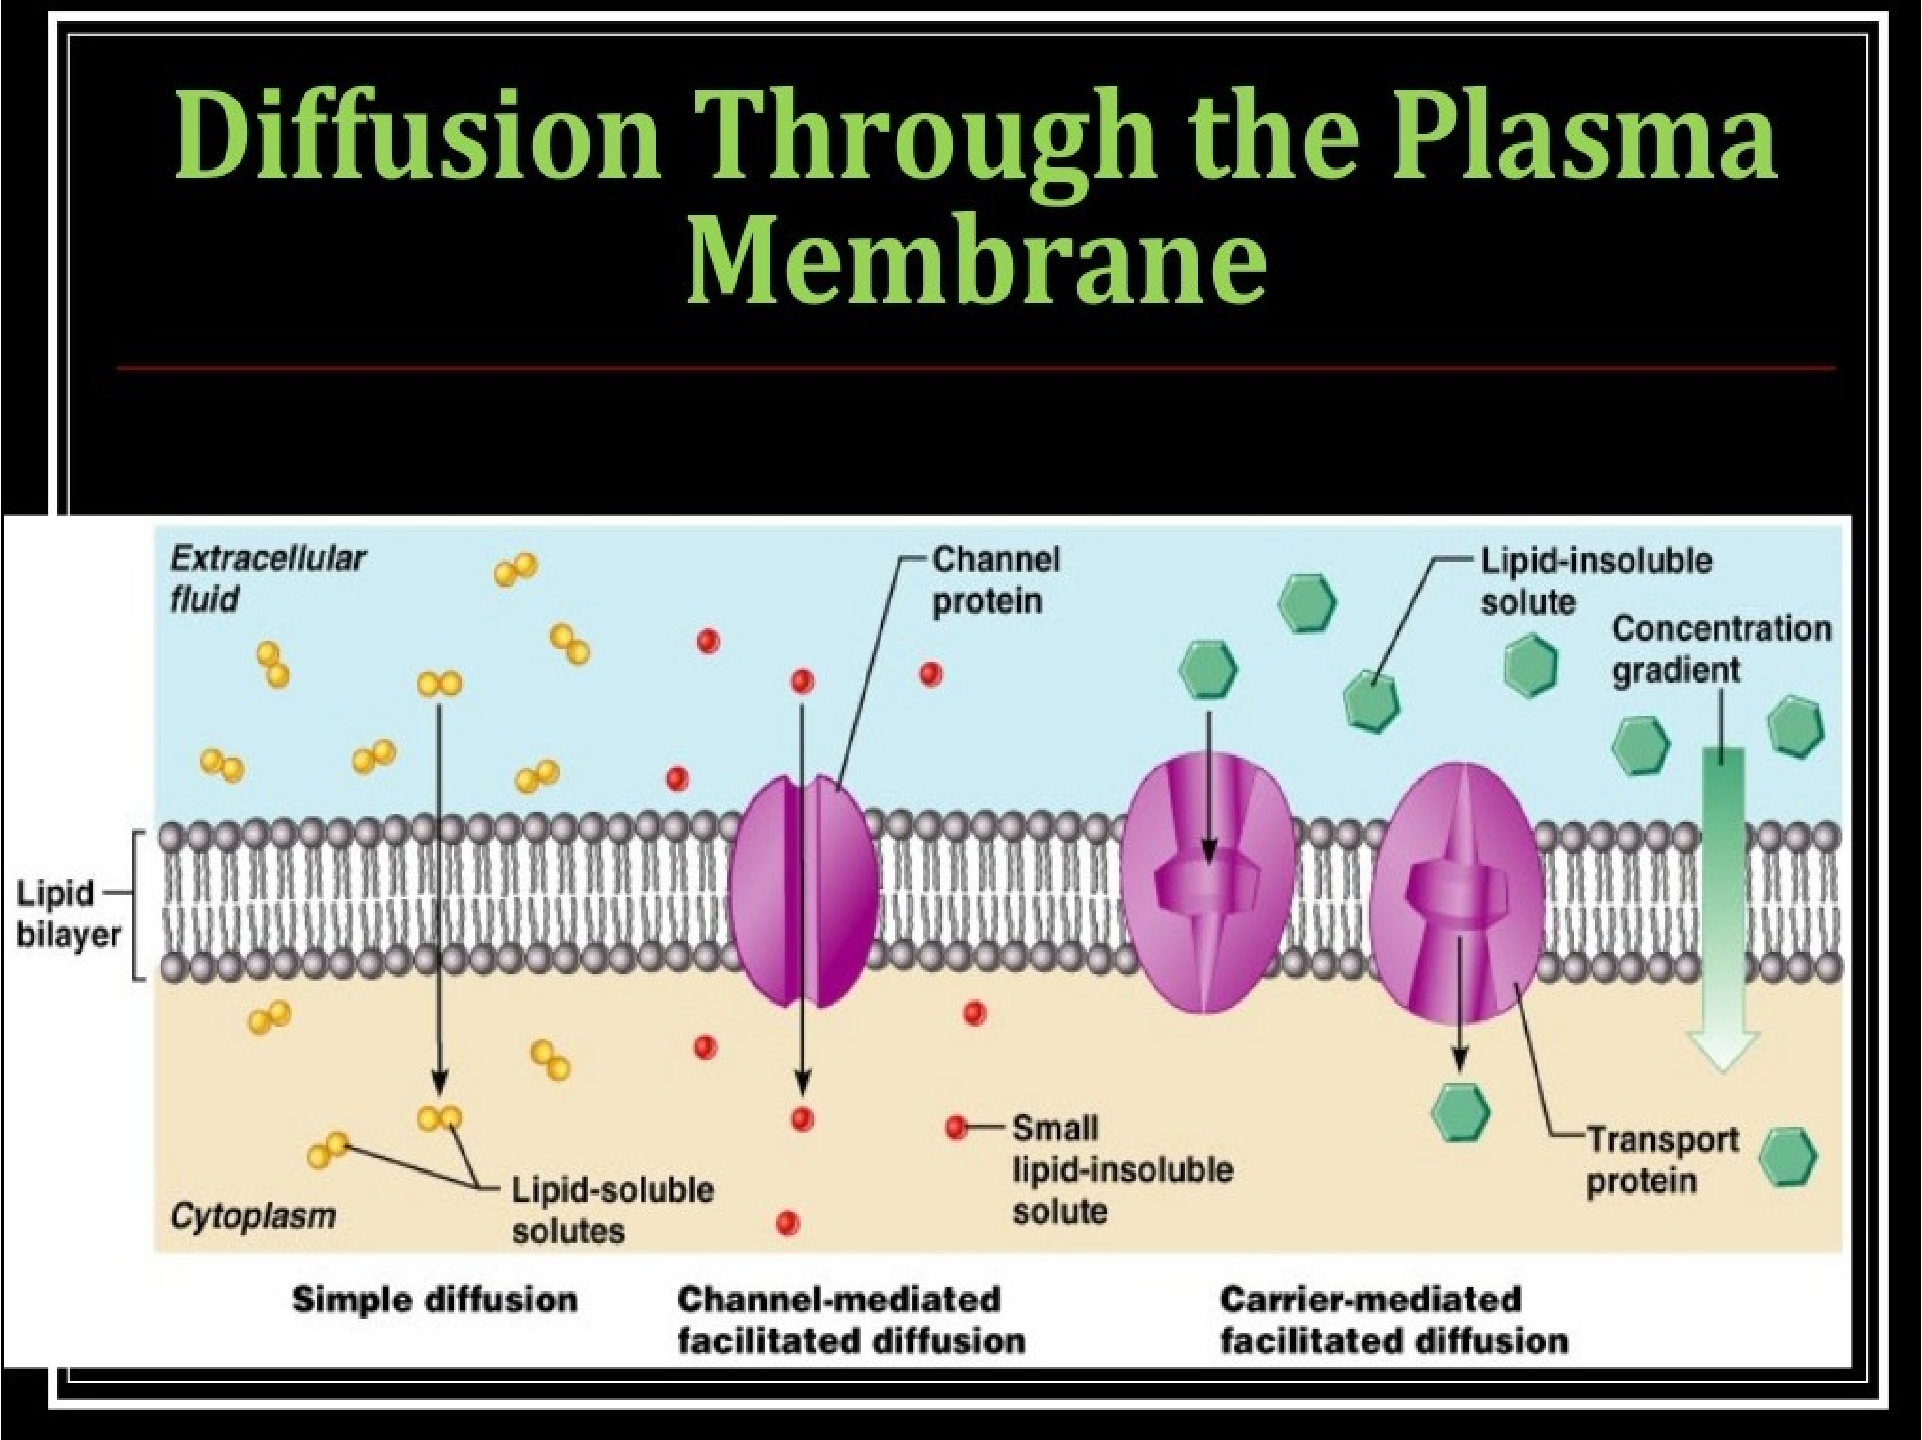 Diffusion Through the Plasma
Membrane
Extracellular
fluid
Channel
protein
Lipid-insoluble
solute
Concentration
gradient
Lipid
bilayer
Small
lipid-insoluble
solute
Transport
protein
Lipid-soluble
solutes
Cytoplasm
Simple diffusion
Channel-mediated
facilitated diffusion
Carrier-mediated
facilitated diffusion